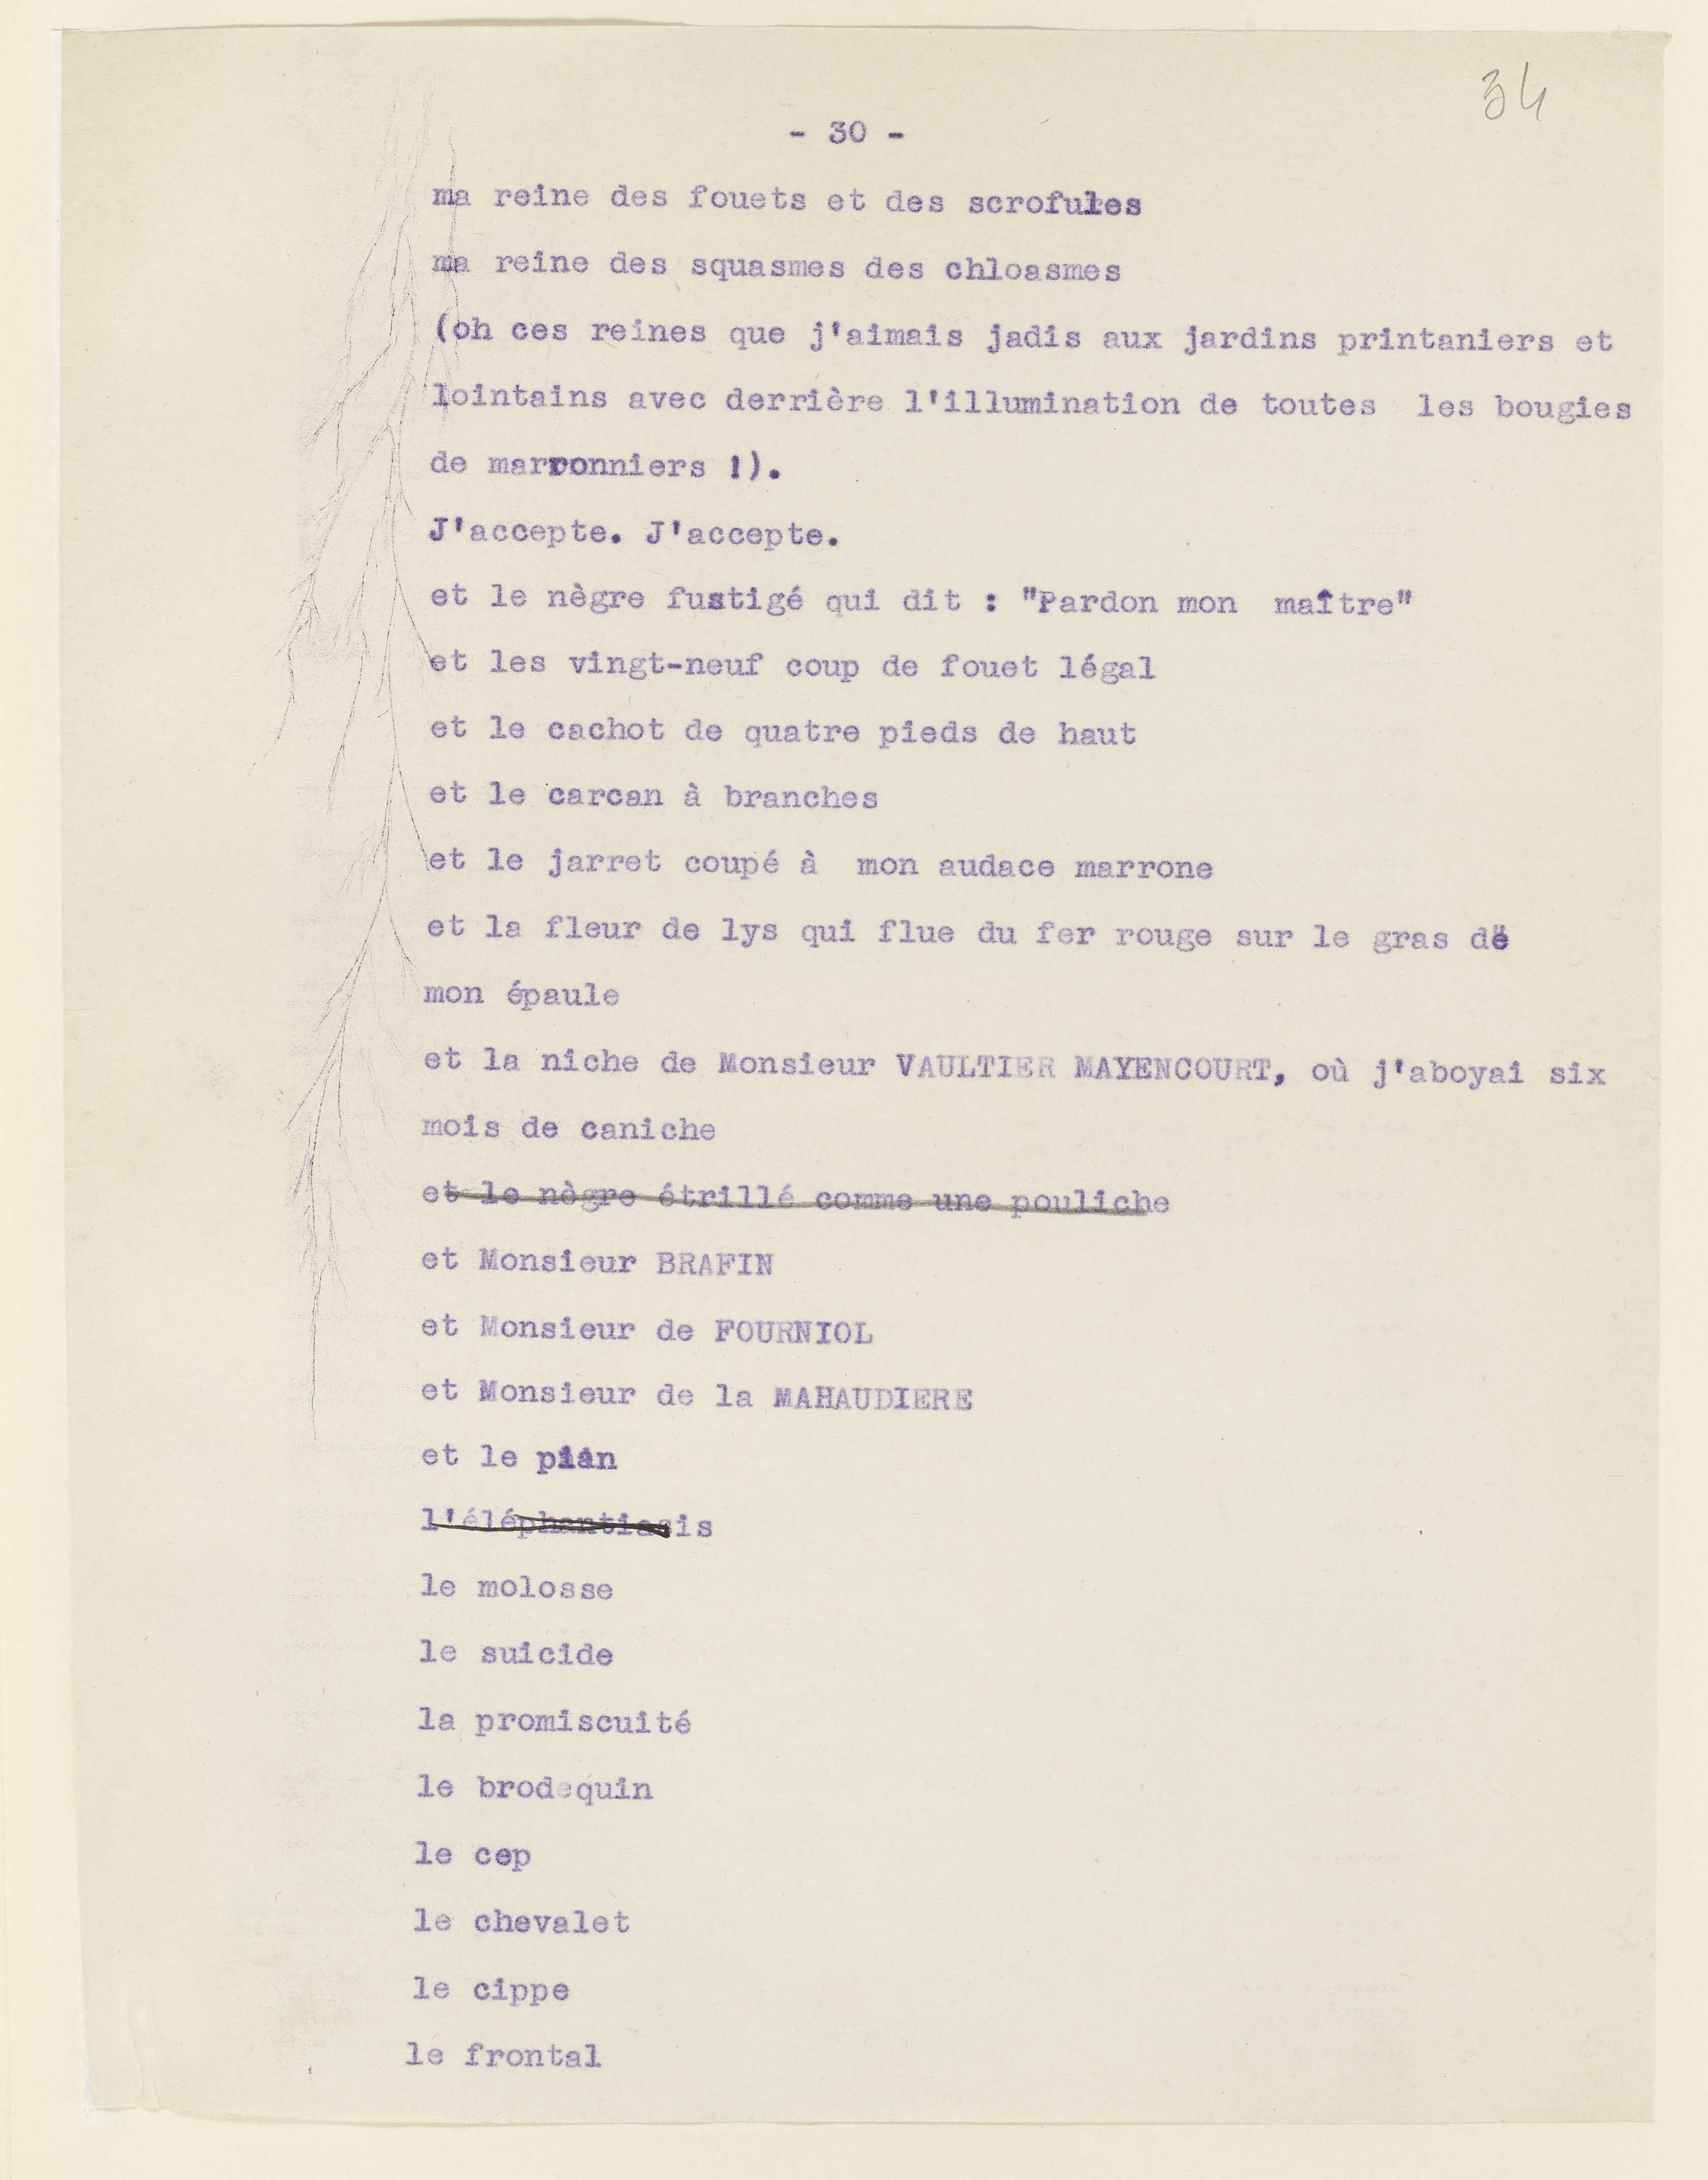 34
- 30 -
ma reine des fouets et des scrofules
ma reine des squasmes des chloasmes
(oh ces reines que j'aimais jadis aux jardins printaniers et
lointains avec derrière l'illumination de toutes les bougies
de marronniers !).
J'accepte. J'accepte.
et le nègre fustigé qui dit : "Pardon mon maître"
et les vingt-neuf coup de fouet légal
et le cachot de quatre pieds de haut
et le carcan à branches
et le jarret coupé à mon audace marrone
et la fleur de lys qui flue du fer rouge sur le gras de
mon épaule
et la niche de Monsieur VAULTIER MAYENCOURT, où j'aboyai six
mois de caniche
et le nègre étrillé comme une pouliche
et Monsieur BRAFIN
et Monsieur de FOURNIOL
et Monsieur de la MAHAUDIERE
et le pian
l'éléphantiasis
le molosse
le suicide
la promiscuité
le brodequin
le cep
le chevalet
le cippe
le frontal